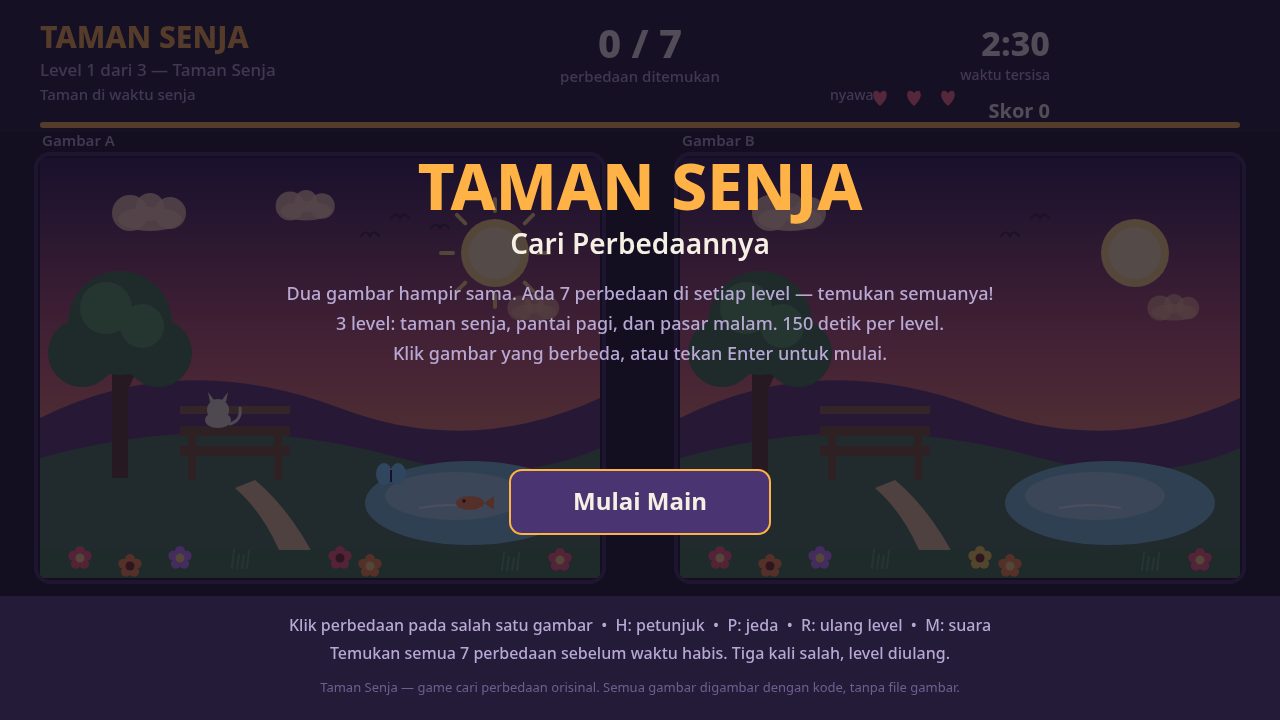 TAMAN SENJA
Level 1 dari 3 — Taman Senja
Taman di waktu senja
0 / 7
perbedaan ditemukan
2:30
waktu tersisa
nyawa
Skor 0
Gambar A
Gambar B
TAMAN SENJA
Cari Perbedaannya
Dua gambar hampir sama. Ada 7 perbedaan di setiap level — temukan semuanya!
3 level: taman senja, pantai pagi, dan pasar malam. 150 detik per level.
Klik gambar yang berbeda, atau tekan Enter untuk mulai.
Mulai Main
Klik perbedaan pada salah satu gambar • H: petunjuk • P: jeda • R: ulang level • M: suara
Temukan semua 7 perbedaan sebelum waktu habis. Tiga kali salah, level diulang.
Taman Senja — game cari perbedaan orisinal. Semua gambar digambar dengan kode, tanpa file gambar.